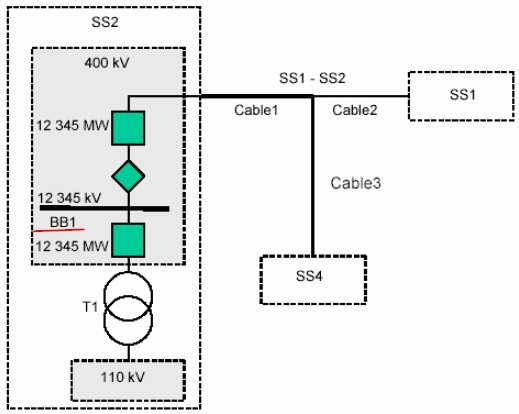 SS2
400 kV
SS1 - SS2
SS1
Cable1
Cable2
12 345 MW
Cable3
12 345 kV
BB1
12 345 MW
SS4
T1
110 kV